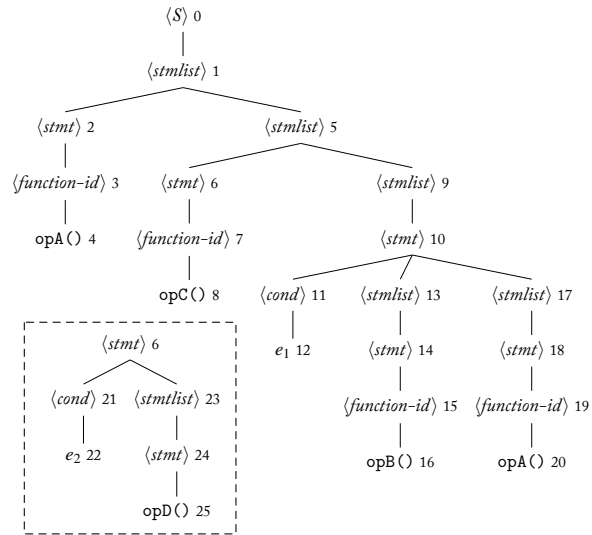 ⟨S⟩ 0
⟨stmlist⟩ 1
⟨stmt⟩ 2 ⟨stmlist⟩ 5
⟨function-id⟩ 3 ⟨stmt⟩ 6 ⟨stmlist⟩ 9
opA() 4 ⟨function-id⟩ 7 ⟨stmt⟩ 10
opC() 8 ⟨cond⟩ 11 ⟨stmlist⟩ 13 ⟨stmlist⟩ 17
⟨stmt⟩ 6 e₁ 12 ⟨stmt⟩ 14 ⟨stmt⟩ 18
⟨cond⟩ 21 ⟨stmtlist⟩ 23 ⟨function-id⟩ 15 ⟨function-id⟩ 19
e₂ 22 ⟨stmt⟩ 24 opB() 16 opA() 20
opD() 25